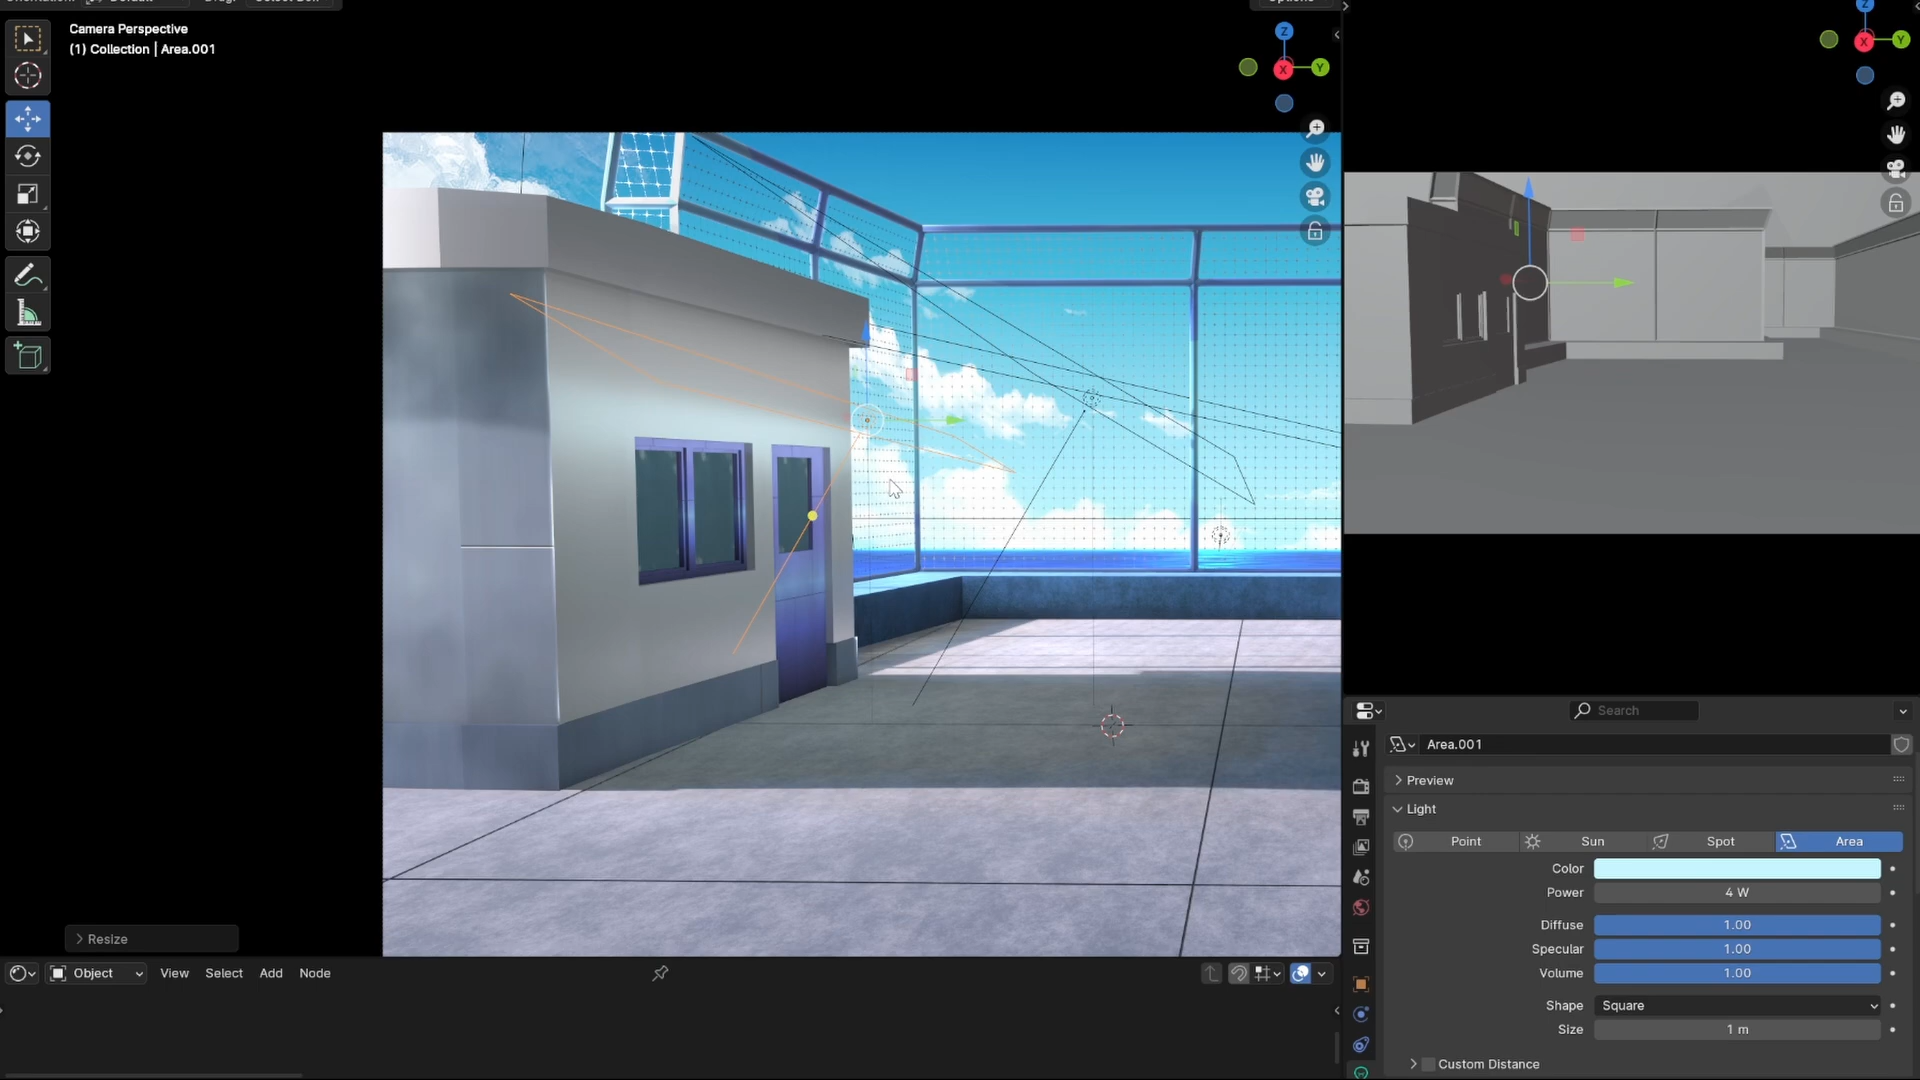 Camera Perspective
(1) Collection | Area.001
Z
X
Y
Z
X
Y
Resize
Object
View
Select
Add
Node
Search
Area.001
Preview
Light
Point
Sun
Spot
Area
Color
Power
4 W
Diffuse
1.00
Specular
1.00
Volume
1.00
Shape
Square
Size
1 m
Custom Distance